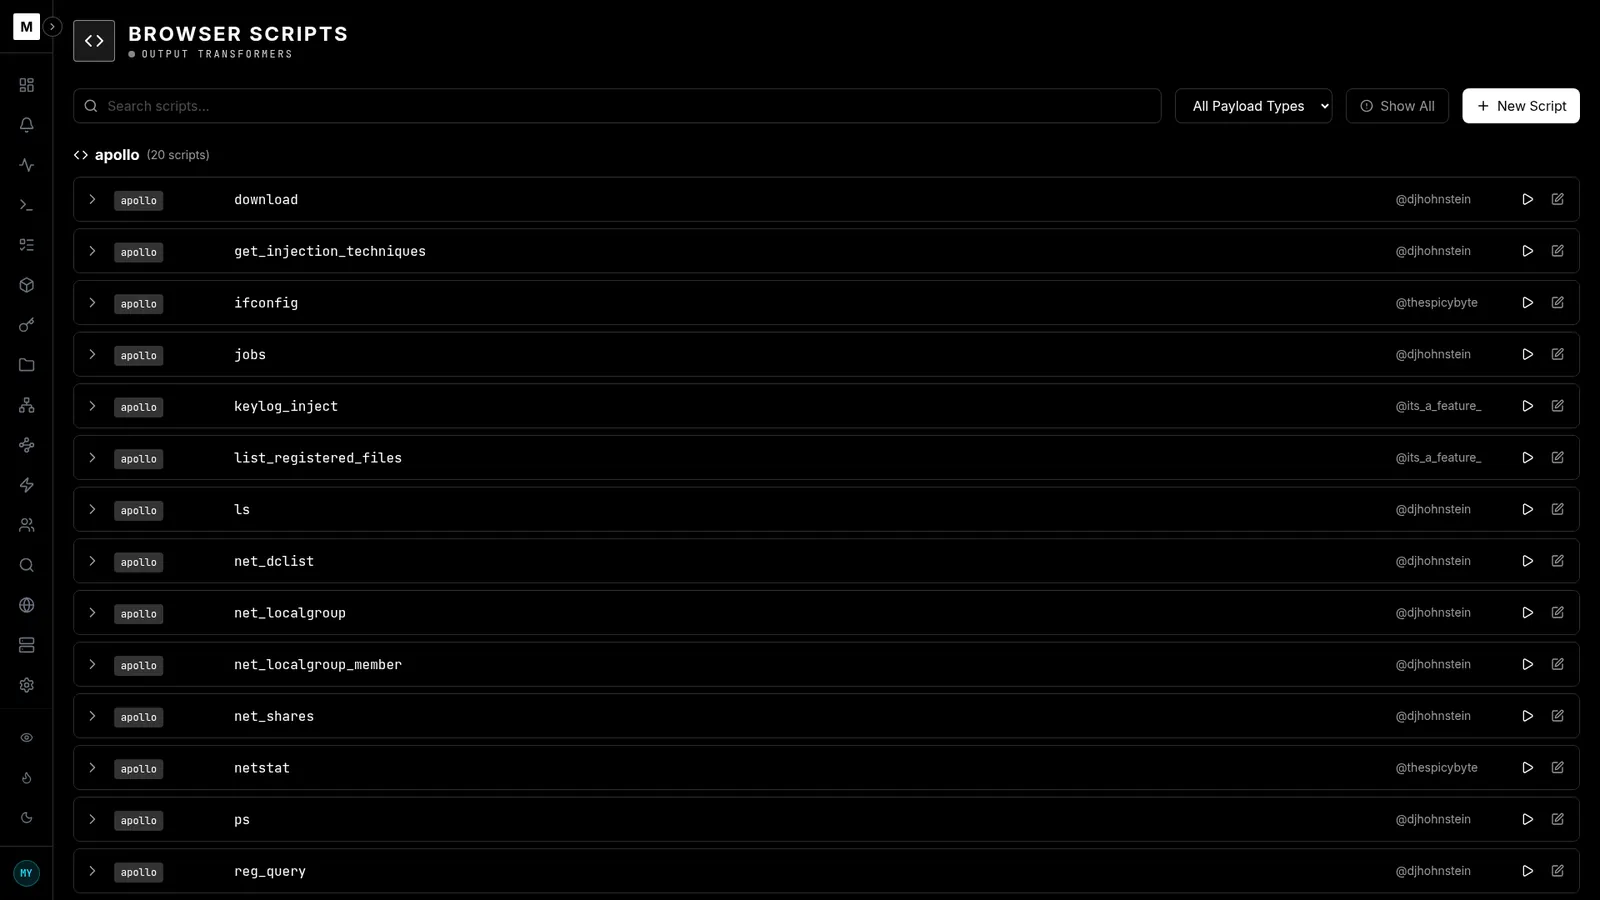 M
BROWSER SCRIPTS
OUTPUT TRANSFORMERS
Search scripts...
All Payload Types
Show All
New Script
apollo (20 scripts)
apollo download @djhohnstein
apollo get_injection_techniques @djhohnstein
apollo ifconfig @thespicybyte
apollo jobs @djhohnstein
apollo keylog_inject @its_a_feature_
apollo list_registered_files @its_a_feature_
apollo ls @djhohnstein
apollo net_dclist @djhohnstein
apollo net_localgroup @djhohnstein
apollo net_localgroup_member @djhohnstein
apollo net_shares @djhohnstein
apollo netstat @thespicybyte
apollo ps @djhohnstein
apollo reg_query @djhohnstein
MY